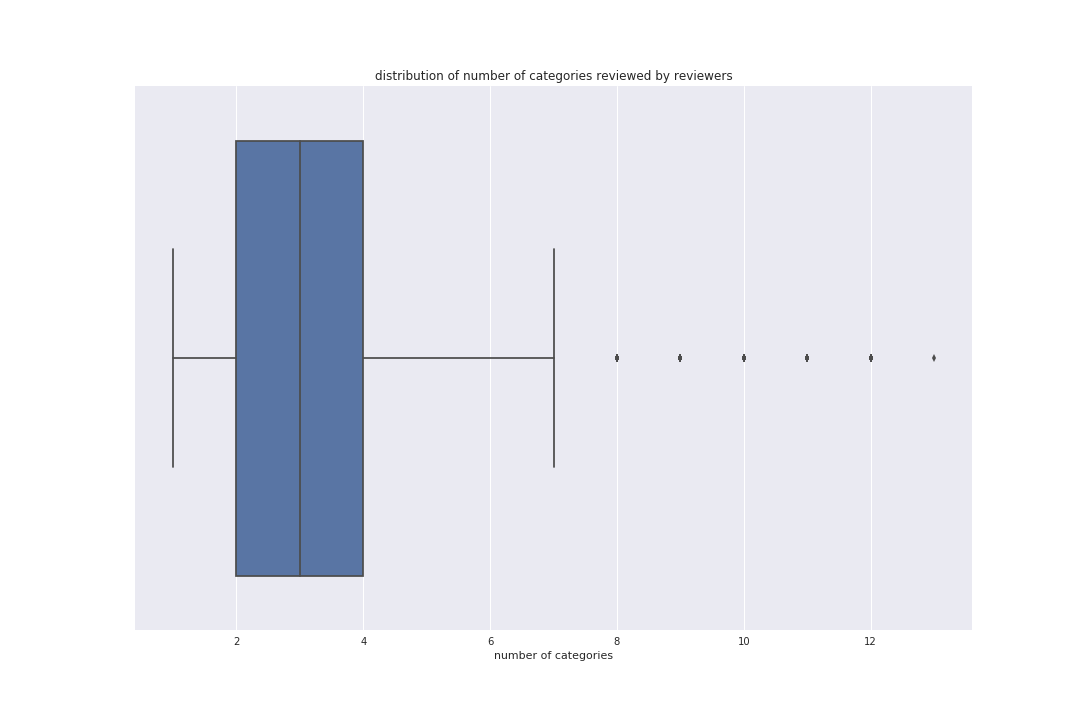 distribution of number of categories reviewed by reviewers
2 4 6 8 10 12
number of categories